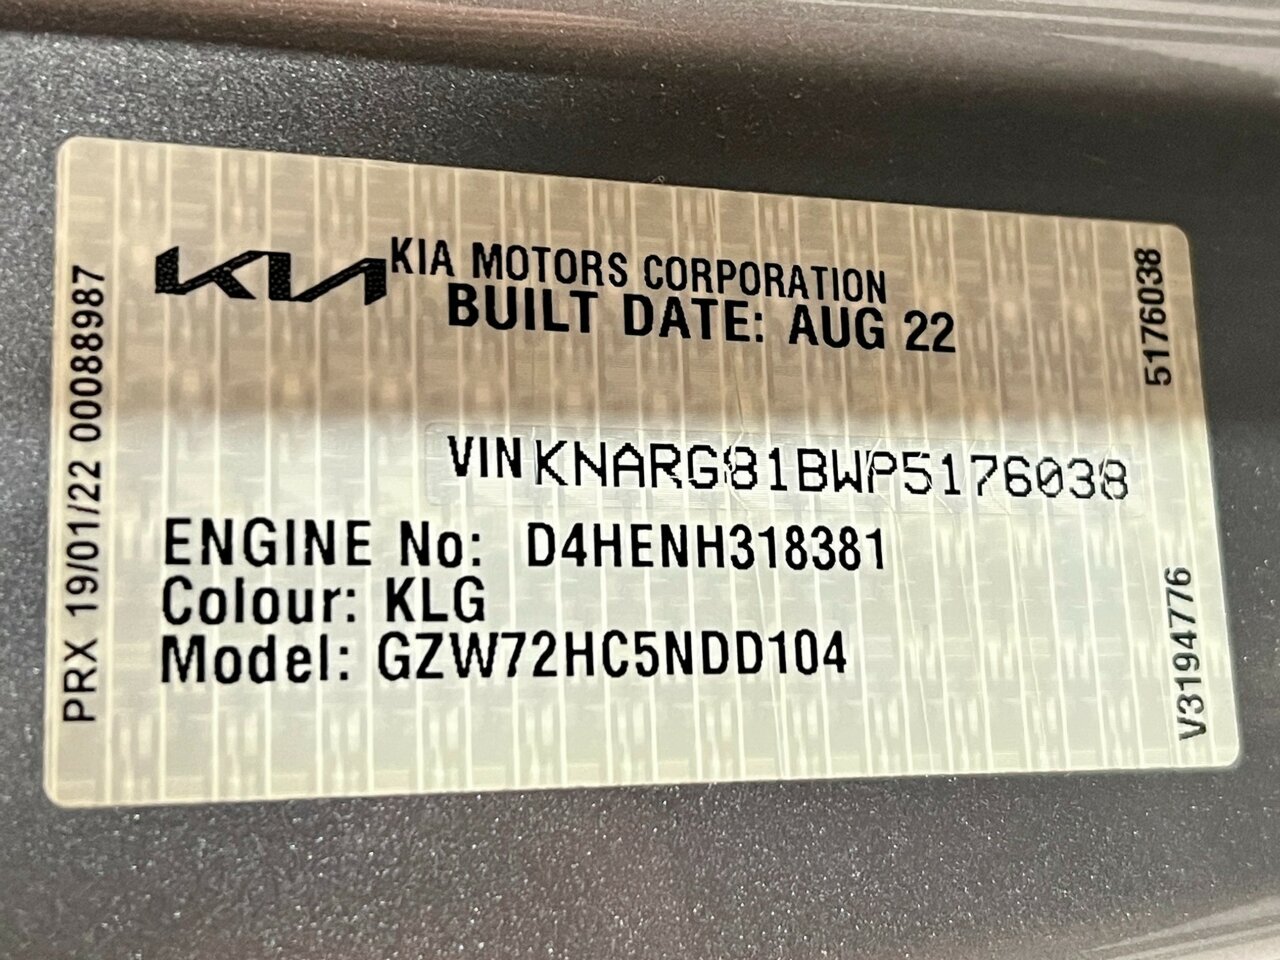 KIA KIA MOTORS CORPORATION
BUILT DATE: AUG 22
VIN KNARG81BWP5176038
ENGINE No: D4HENH318381
Colour: KLG
Model: GZW72HC5NDD104
PRX 19/01/22 00088987
5176038
V3194776